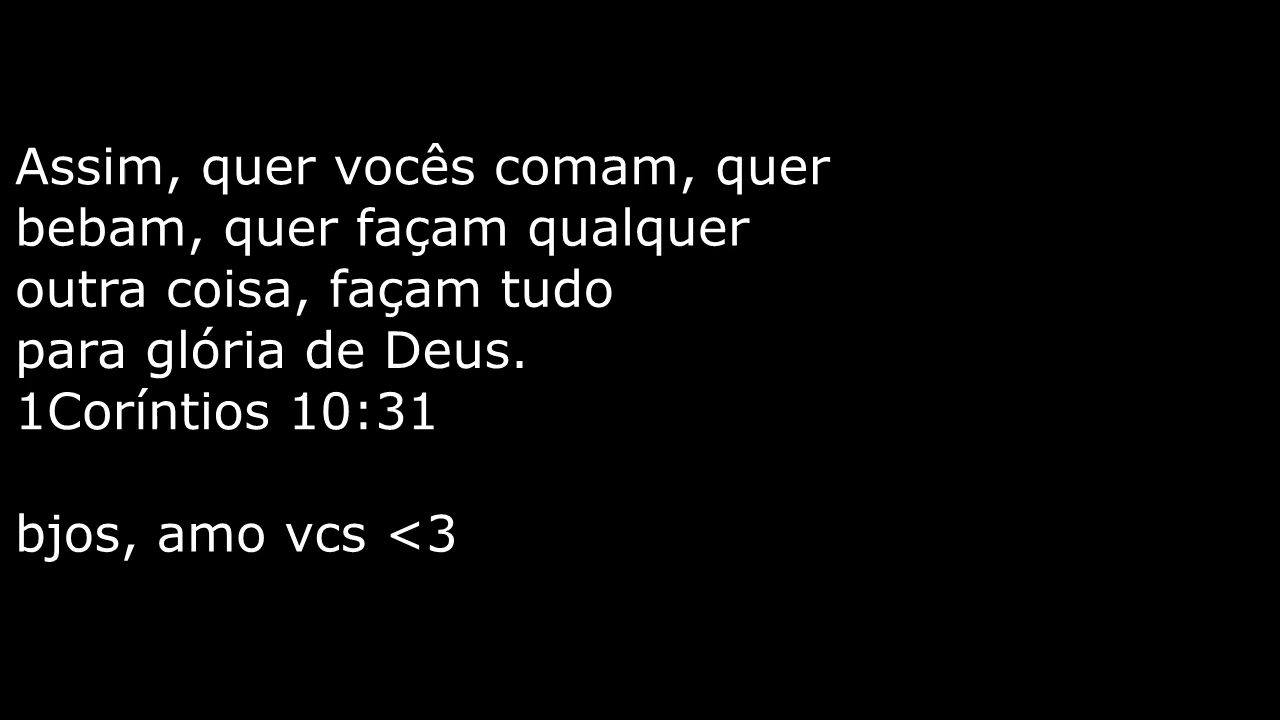 Assim, quer vocês comam, quer
bebam, quer façam qualquer
outra coisa, façam tudo
para glória de Deus.
1Coríntios 10:31
bjos, amo vcs <3